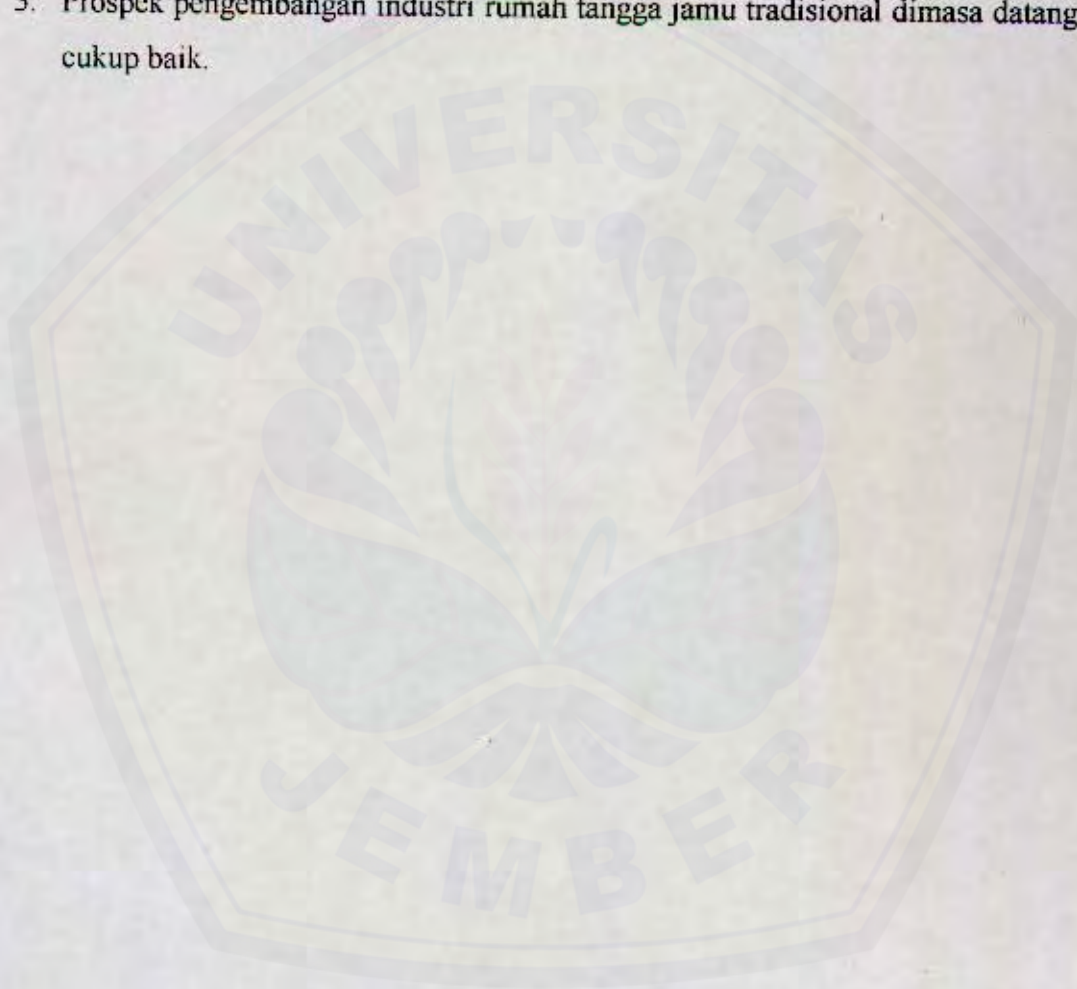 3. Prospek pengembangan industri rumah tangga jamu tradisional dimasa datang
cukup baik.
UNIVERSITAS
JEMBER